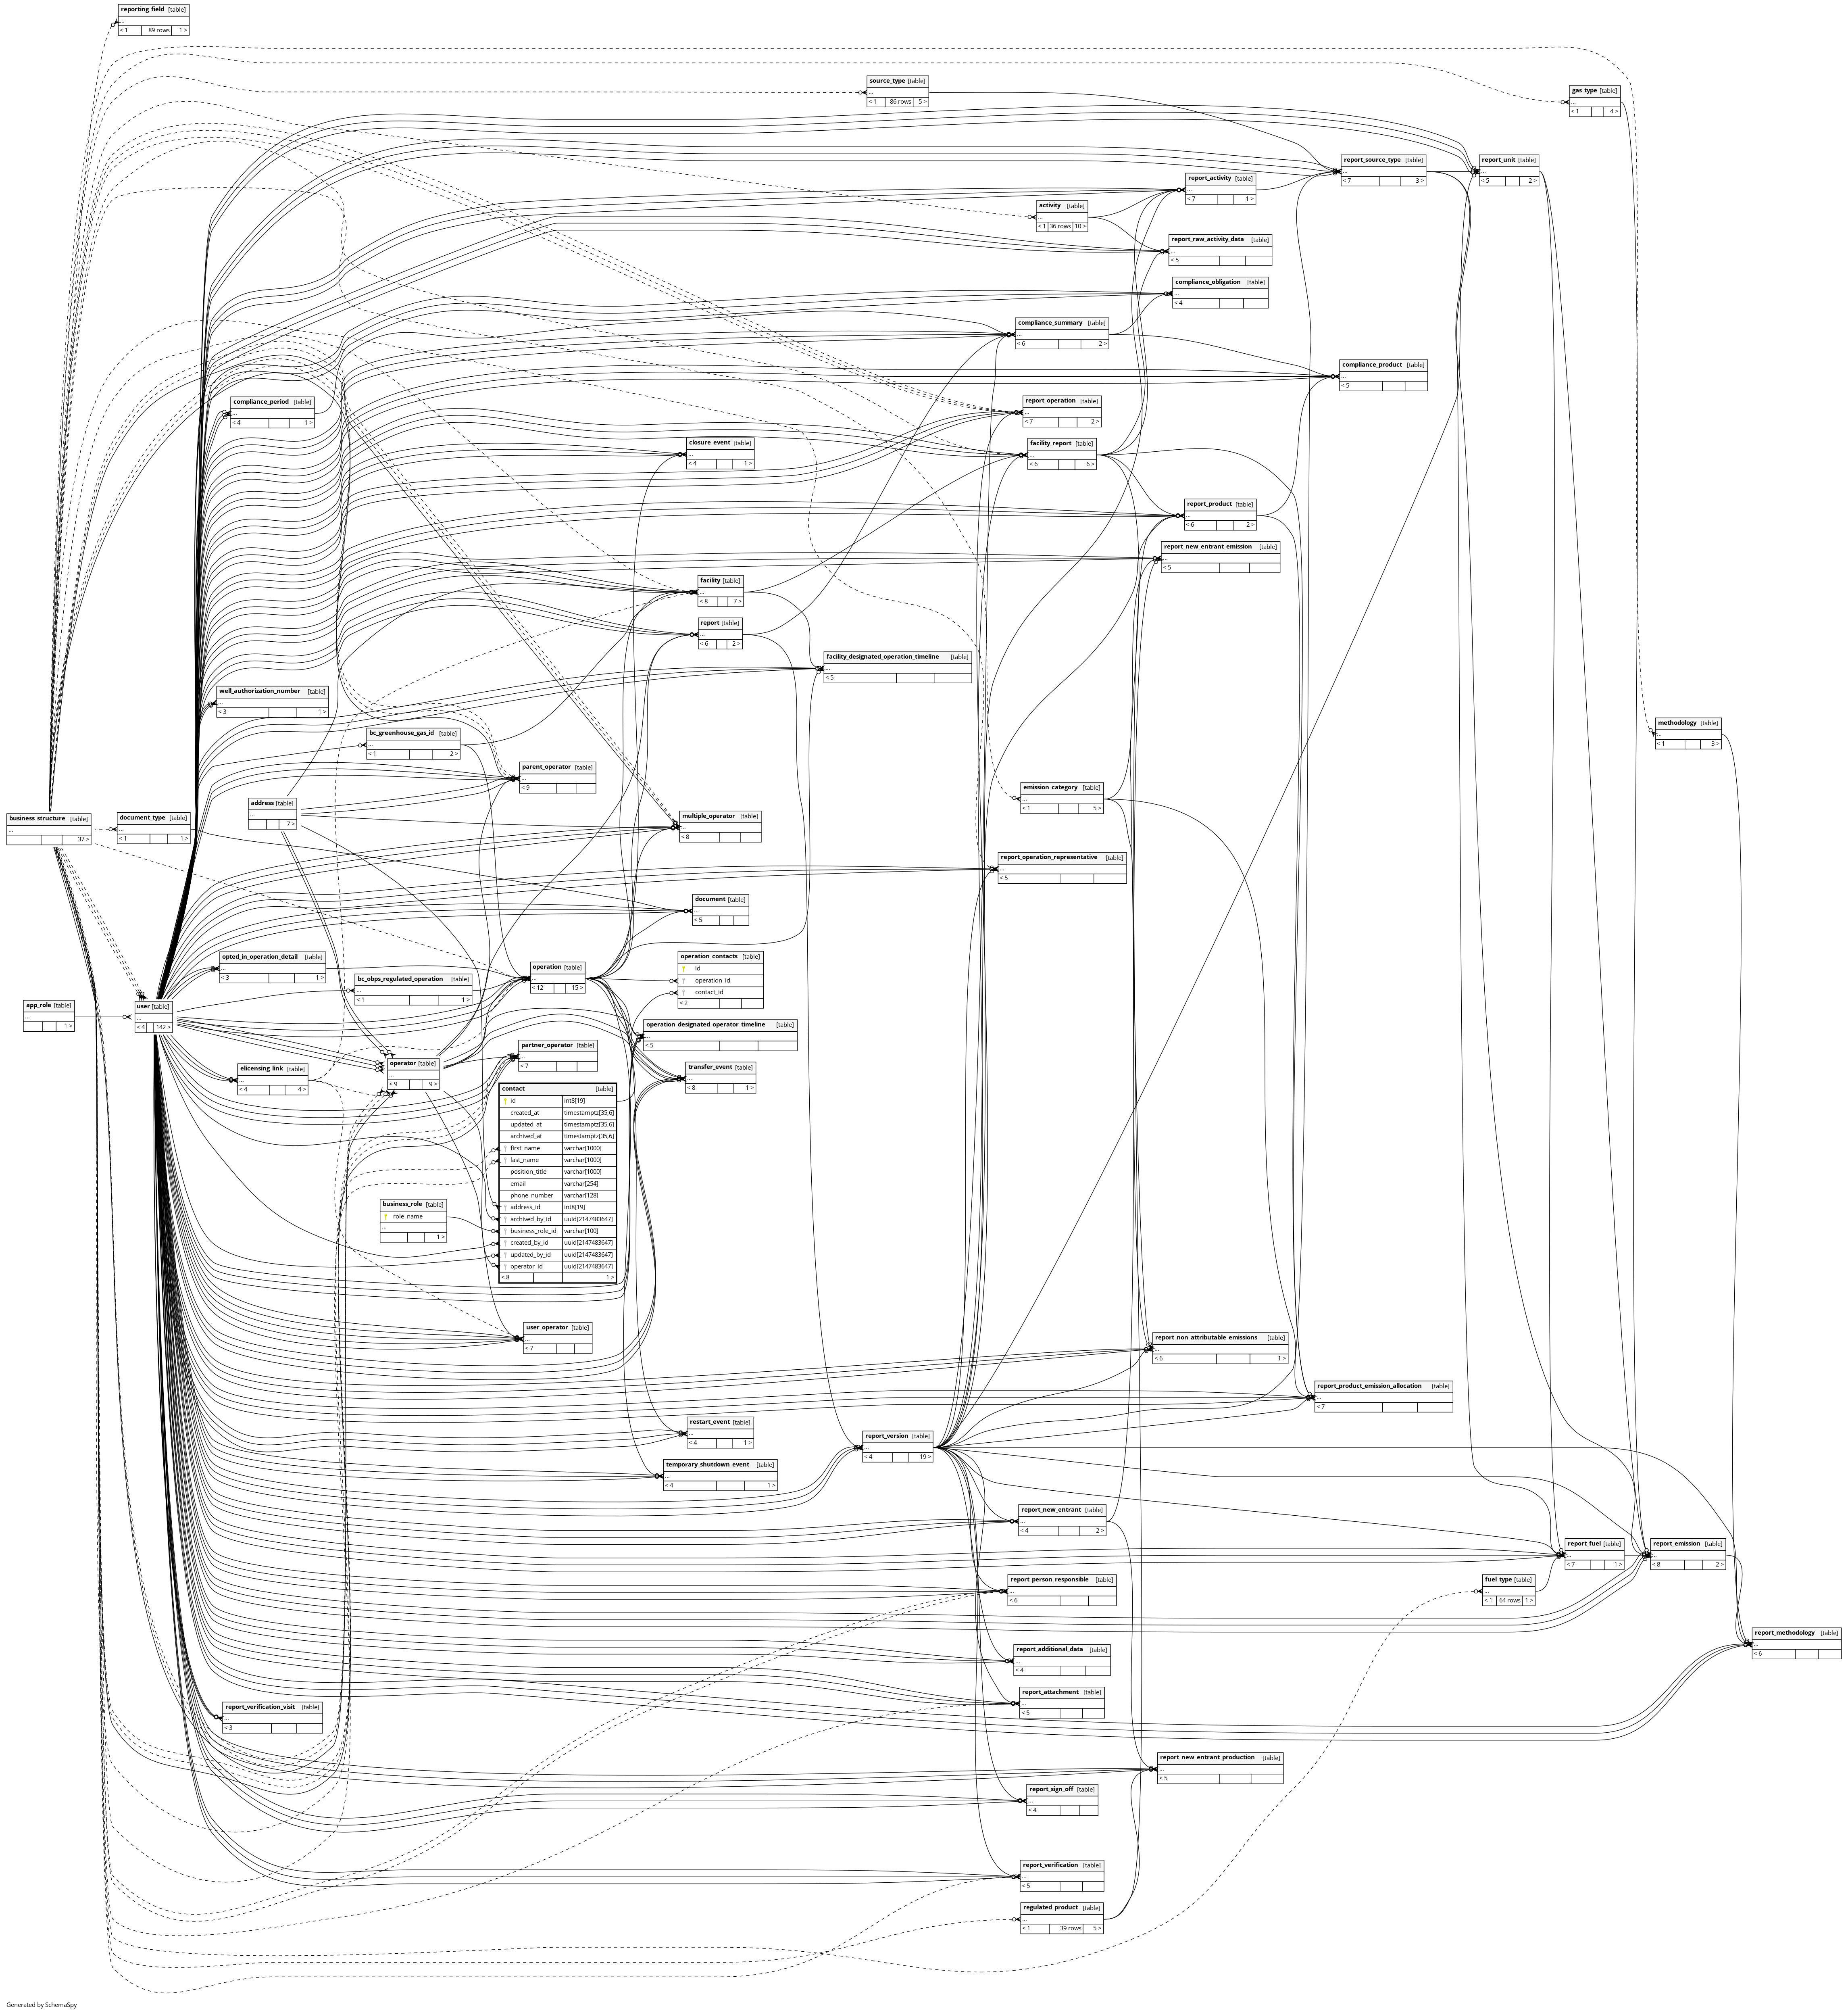 reporting_field [table]
...
< 1 89 rows 1 >
source_type [table]
...
< 1 86 rows 5 >
gas_type [table]
...
< 1 4 >
report_source_type [table]
...
< 7 3 >
report_unit [table]
...
< 5 2 >
report_activity [table]
...
< 7 1 >
activity [table]
...
< 1 36 rows 10 >
report_raw_activity_data [table]
...
< 5
compliance_obligation [table]
...
< 4
compliance_summary [table]
...
< 6 2 >
compliance_product [table]
...
< 5
compliance_period [table]
...
< 4 1 >
report_operation [table]
...
< 7 2 >
closure_event [table]
...
< 4 1 >
facility_report [table]
...
< 6 6 >
report_product [table]
...
< 6 2 >
report_new_entrant_emission [table]
...
< 5
facility [table]
...
< 8 7 >
report [table]
...
< 6 2 >
facility_designated_operation_timeline [table]
...
< 5
well_authorization_number [table]
...
< 3 1 >
methodology [table]
...
< 1 3 >
bc_greenhouse_gas_id [table]
...
< 1 2 >
parent_operator [table]
...
< 9
emission_category [table]
...
< 1 5 >
address [table]
...
7 >
business_structure [table]
...
37 >
document_type [table]
...
< 1 1 >
multiple_operator [table]
...
< 8
report_operation_representative [table]
...
< 5
document [table]
...
< 5
opted_in_operation_detail [table]
...
< 3 1 >
operation [table]
...
< 12 15 >
operation_contacts [table]
id
operation_id
contact_id
< 2
bc_obps_regulated_operation [table]
...
< 1 1 >
app_role [table]
...
1 >
user [table]
...
< 4 142 >
operation_designated_operator_timeline [table]
...
< 5
partner_operator [table]
...
< 7
operator [table]
...
< 9 9 >
elicensing_link [table]
...
< 4 4 >
transfer_event [table]
...
< 8 1 >
contact [table]
id int8[19]
created_at timestamptz[35,6]
updated_at timestamptz[35,6]
archived_at timestamptz[35,6]
first_name varchar[1000]
last_name varchar[1000]
position_title varchar[1000]
email varchar[254]
phone_number varchar[128]
address_id int8[19]
archived_by_id uuid[2147483647]
business_role_id varchar[100]
created_by_id uuid[2147483647]
updated_by_id uuid[2147483647]
operator_id uuid[2147483647]
< 8 1 >
business_role [table]
role_name
...
1 >
user_operator [table]
...
< 7
report_non_attributable_emissions [table]
...
< 6 1 >
report_product_emission_allocation [table]
...
< 7
restart_event [table]
...
< 4 1 >
report_version [table]
...
< 4 19 >
temporary_shutdown_event [table]
...
< 4 1 >
report_new_entrant [table]
...
< 4 2 >
report_fuel [table]
...
< 7 1 >
report_emission [table]
...
< 8 2 >
report_person_responsible [table]
...
< 6
fuel_type [table]
...
< 1 64 rows 1 >
report_methodology [table]
...
< 6
report_additional_data [table]
...
< 4
report_attachment [table]
...
< 5
report_verification_visit [table]
...
< 3
report_new_entrant_production [table]
...
< 5
report_sign_off [table]
...
< 4
report_verification [table]
...
< 5
regulated_product [table]
...
< 1 39 rows 5 >
Generated by SchemaSpy